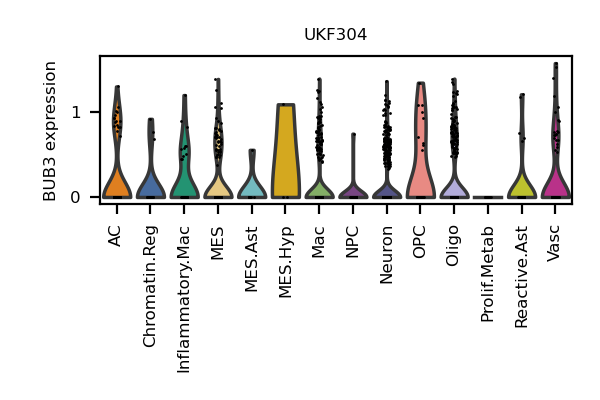 UKF304
BUB3 expression
1
0
AC
Chromatin.Reg
Inflammatory.Mac
MES
MES.Ast
MES.Hyp
Mac
NPC
Neuron
OPC
Oligo
Prolif.Metab
Reactive.Ast
Vasc